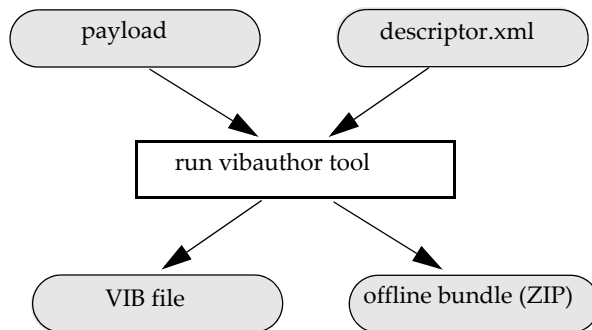 payload
descriptor.xml
run vibauthor tool
VIB file
offline bundle (ZIP)